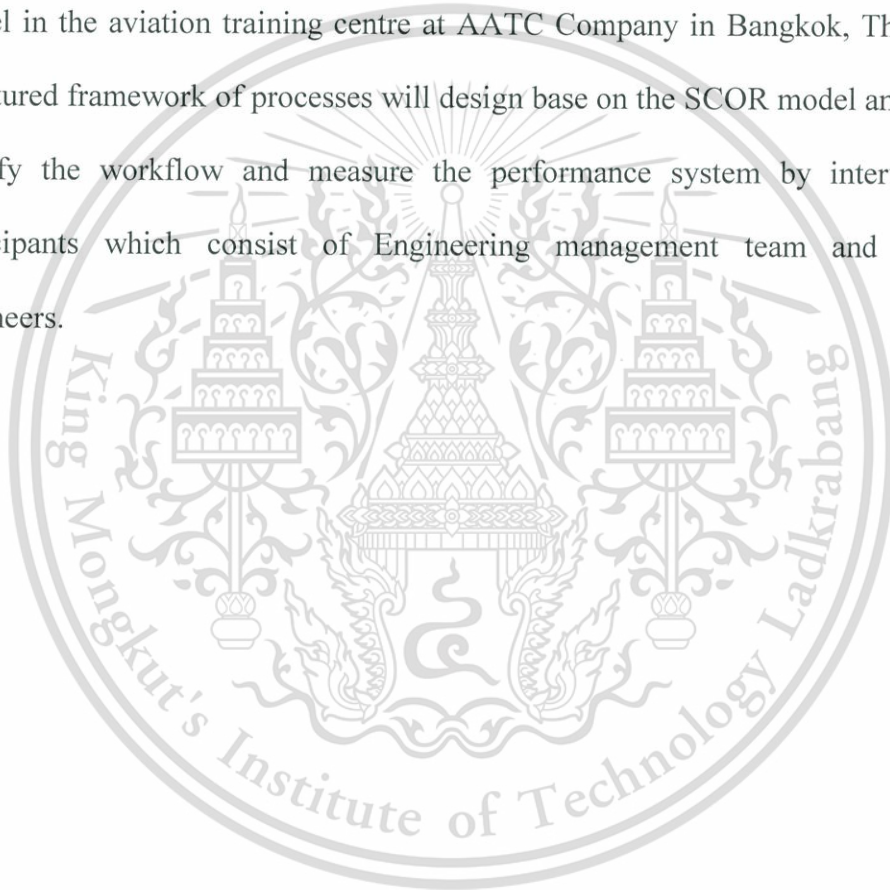 el in the aviation training centre at AATC Company in Bangkok, Th
tured framework of processes will design base on the SCOR model an
fy the workflow and measure the performance system by inter
cipants which consist of Engineering management team and
neers.
King Mongkut's Institute of Technology Ladkrabang